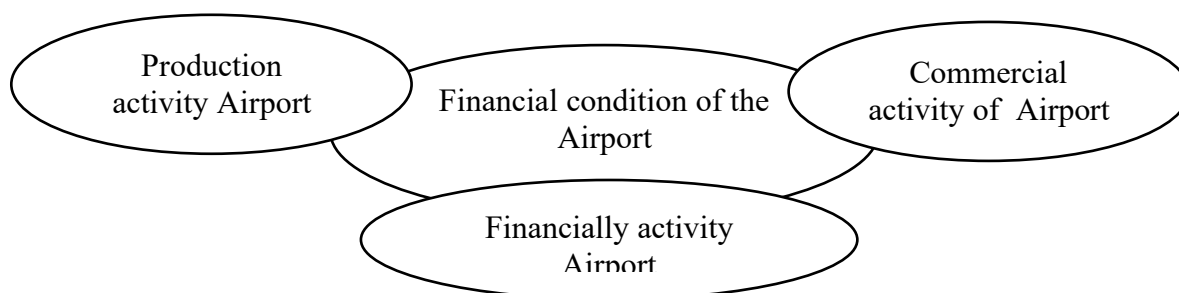 Production
activity Airport
Financial condition of the
Airport
Commercial
activity of Airport
Financially activity
Airport